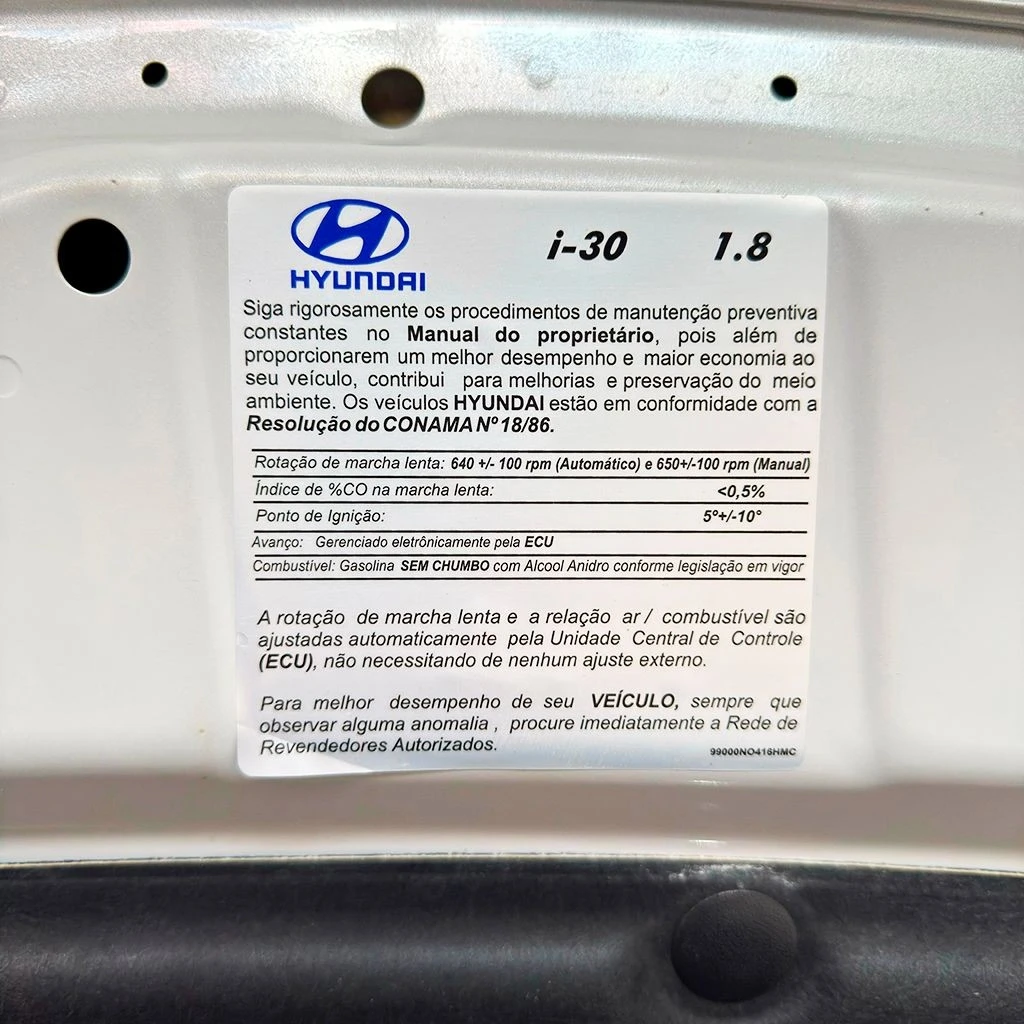 HYUNDAI
i-30 1.8
Siga rigorosamente os procedimentos de manutenção preventiva
constantes no Manual do proprietário, pois além de
proporcionarem um melhor desempenho e maior economia ao
seu veículo, contribui para melhorias e preservação do meio
ambiente. Os veículos HYUNDAI estão em conformidade com a
Resolução do CONAMA Nº 18/86.
Rotação de marcha lenta: 640 +/- 100 rpm (Automático) e 650+/-100 rpm (Manual)
Índice de %CO na marcha lenta: <0,5%
Ponto de Ignição: 5º+/-10°
Avanço: Gerenciado eletrônicamente pela ECU
Combustível: Gasolina SEM CHUMBO com Alcool Anidro conforme legislação em vigor
A rotação de marcha lenta e a relação ar / combustível são
ajustadas automaticamente pela Unidade Central de Controle
(ECU), não necessitando de nenhum ajuste externo.
Para melhor desempenho de seu VEÍCULO, sempre que
observar alguma anomalia , procure imediatamente a Rede de
Revendedores Autorizados.
99000NO416HMC